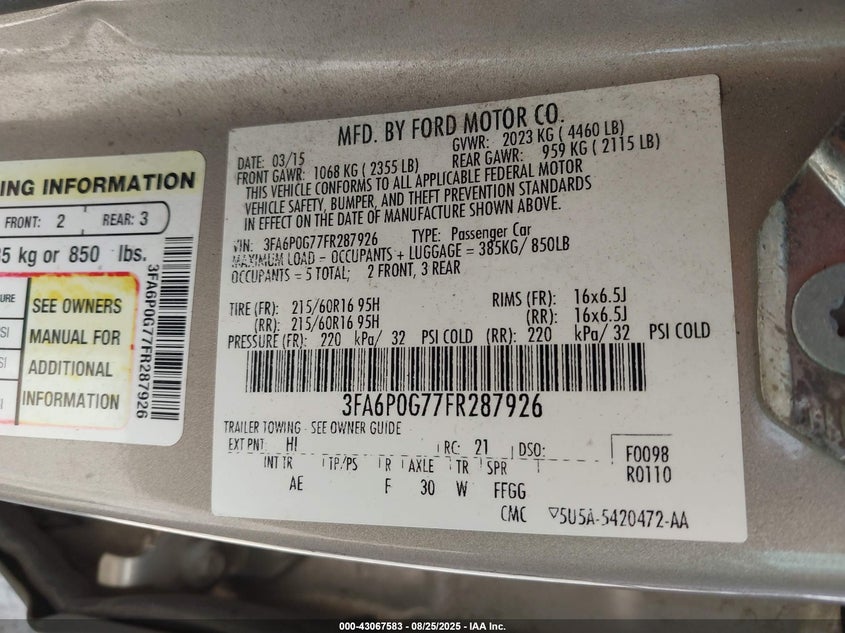 MFD. BY FORD MOTOR CO.
DATE: 03/15
GVWR: 2023 KG ( 4460 LB)
FRONT GAWR: 1068 KG ( 2355 LB)
REAR GAWR: 959 KG ( 2115 LB)
THIS VEHICLE CONFORMS TO ALL APPLICABLE FEDERAL MOTOR
VEHICLE SAFETY, BUMPER, AND THEFT PREVENTION STANDARDS
IN EFFECT ON THE DATE OF MANUFACTURE SHOWN ABOVE.
VIN: 3FA6P0G77FR287926 TYPE: Passenger Car
MAXIMUM LOAD = OCCUPANTS + LUGGAGE = 385KG/ 850LB
OCCUPANTS = 5 TOTAL; 2 FRONT, 3 REAR
TIRE (FR): 215/60R16 95H RIMS (FR): 16x6.5J
(RR): 215/60R16 95H (RR): 16x6.5J
PRESSURE (FR): 220 kPa/ 32 PSI COLD (RR): 220 kPa/ 32 PSI COLD
3FA6P0G77FR287926
TRAILER TOWING - SEE OWNER GUIDE
EXT PNT: HI RC: 21 DSO:
F0098
R0110
INT TR TP/PS R AXLE TR SPR
AE F 30 W FFGG
CMC 5U5A-5420472-AA
ING INFORMATION
FRONT: 2 REAR: 3
85 kg or 850 lbs.
SEE OWNERS
MANUAL FOR
ADDITIONAL
INFORMATION
3FA6P0G77FR287926
000-43067583 / 08/25/2025 - IAA Inc.